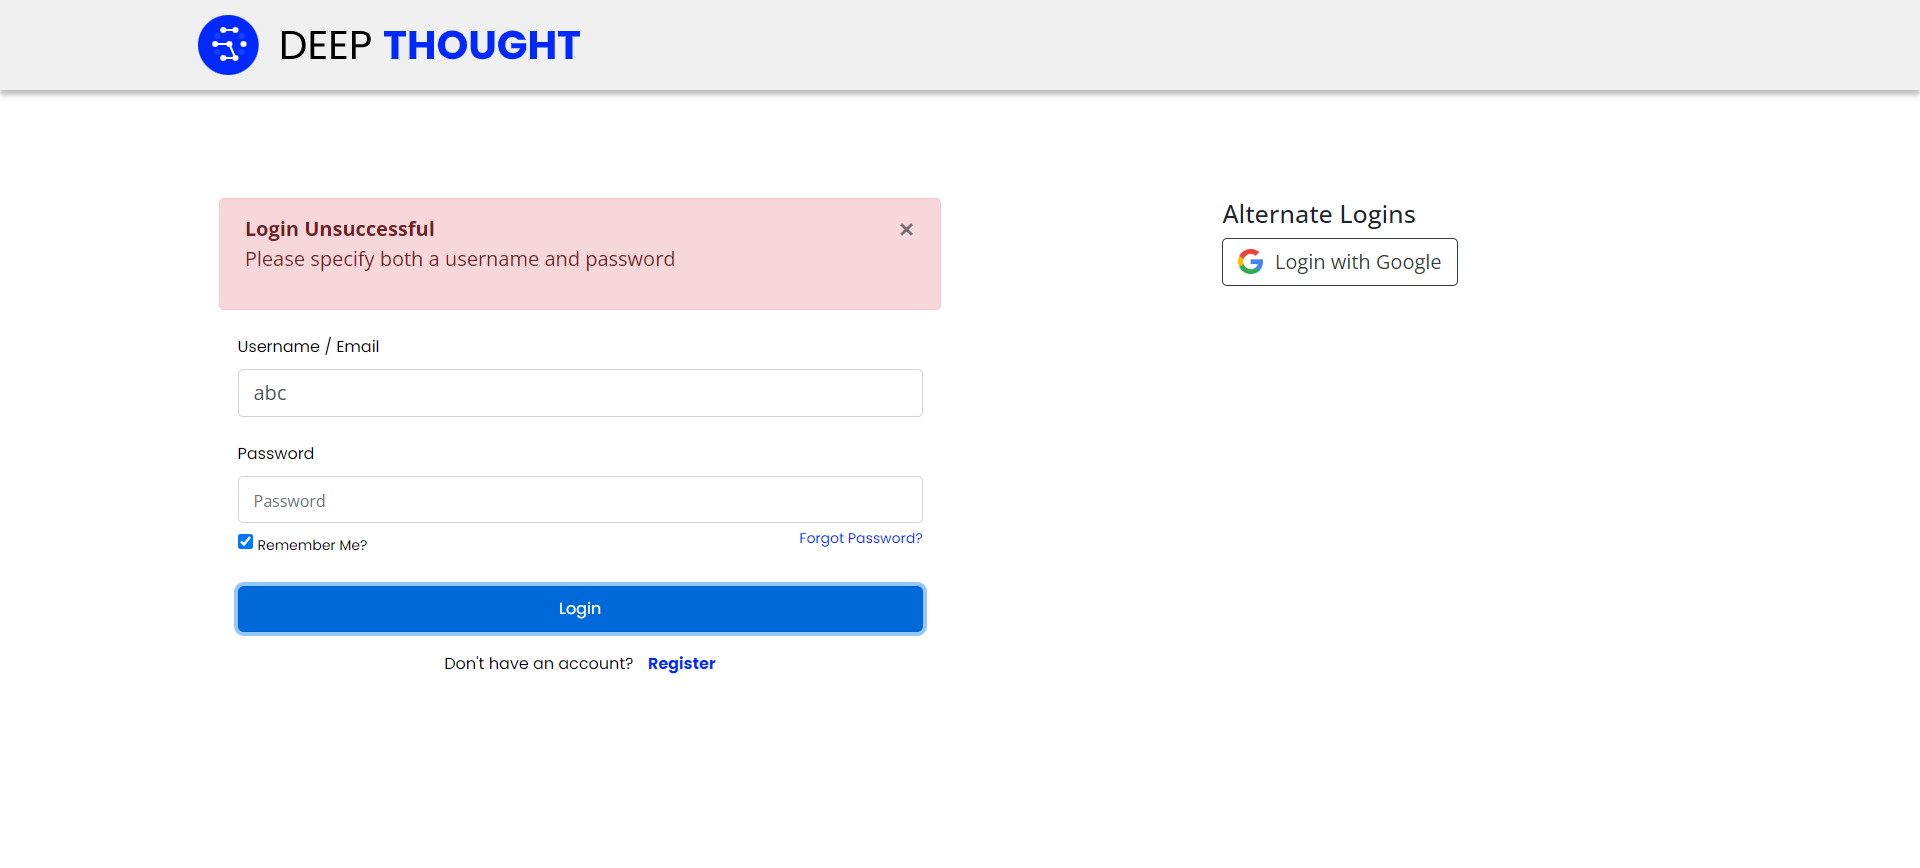 DEEP THOUGHT
Login Unsuccessful
×
Please specify both a username and password
Username / Email
abc
Password
Password
Remember Me?
Forgot Password?
Login
Don't have an account? Register
Alternate Logins
Login with Google